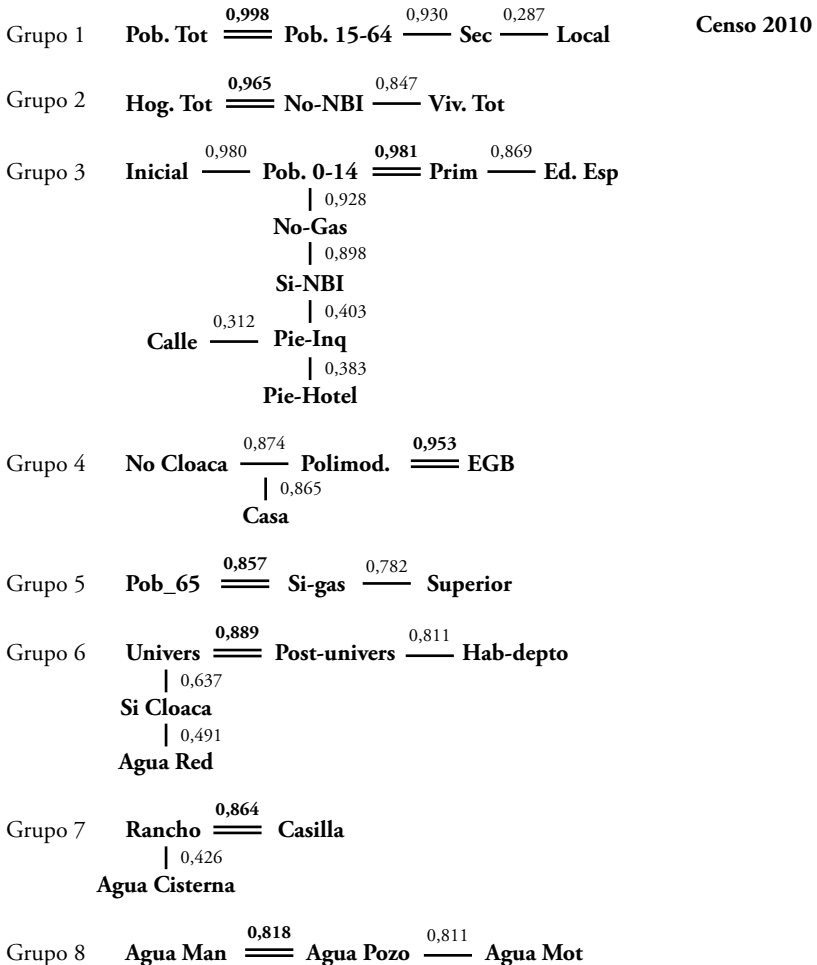 Censo 2010
0,998 0,930 0,287
Grupo 1 Pob. Tot Pob. 15-64 Sec Local
0,965 0,847
Grupo 2 Hog. Tot No-NBI Viv. Tot
0,980 0,981 0,869
Grupo 3 Inicial Pob. 0-14 Prim Ed. Esp
0,928
No-Gas
0,898
Si-NBI
0,403
0,312
Calle Pie-Inq
0,383
Pie-Hotel
0,874 0,953
Grupo 4 No Cloaca Polimod. EGB
0,865
Casa
0,857 0,782
Grupo 5 Pob_65 Si-gas Superior
0,889 0,811
Grupo 6 Univers Post-univers Hab-depto
0,637
Si Cloaca
0,491
Agua Red
0,864
Grupo 7 Rancho Casilla
0,426
Agua Cisterna
0,818 0,811
Grupo 8 Agua Man Agua Pozo Agua Mot